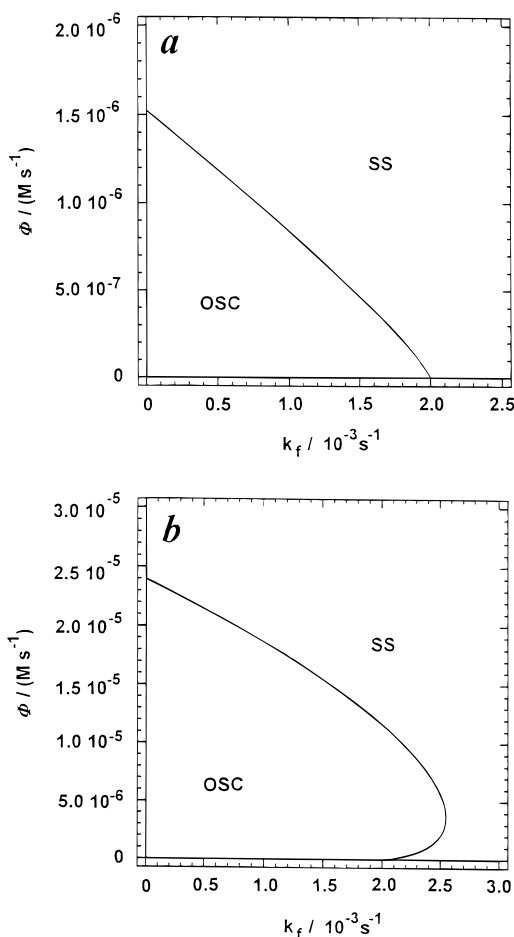 a
2.0 10⁻⁶
1.5 10⁻⁶
1.0 10⁻⁶
5.0 10⁻⁷
0
Φ / (M s⁻¹)
SS
OSC
0 0.5 1.0 1.5 2.0 2.5
k_f / 10⁻³s⁻¹
b
3.0 10⁻⁵
2.5 10⁻⁵
2.0 10⁻⁵
1.5 10⁻⁵
1.0 10⁻⁵
5.0 10⁻⁶
0
Φ / (M s⁻¹)
SS
OSC
0 0.5 1.0 1.5 2.0 2.5 3.0
k_f / 10⁻³s⁻¹